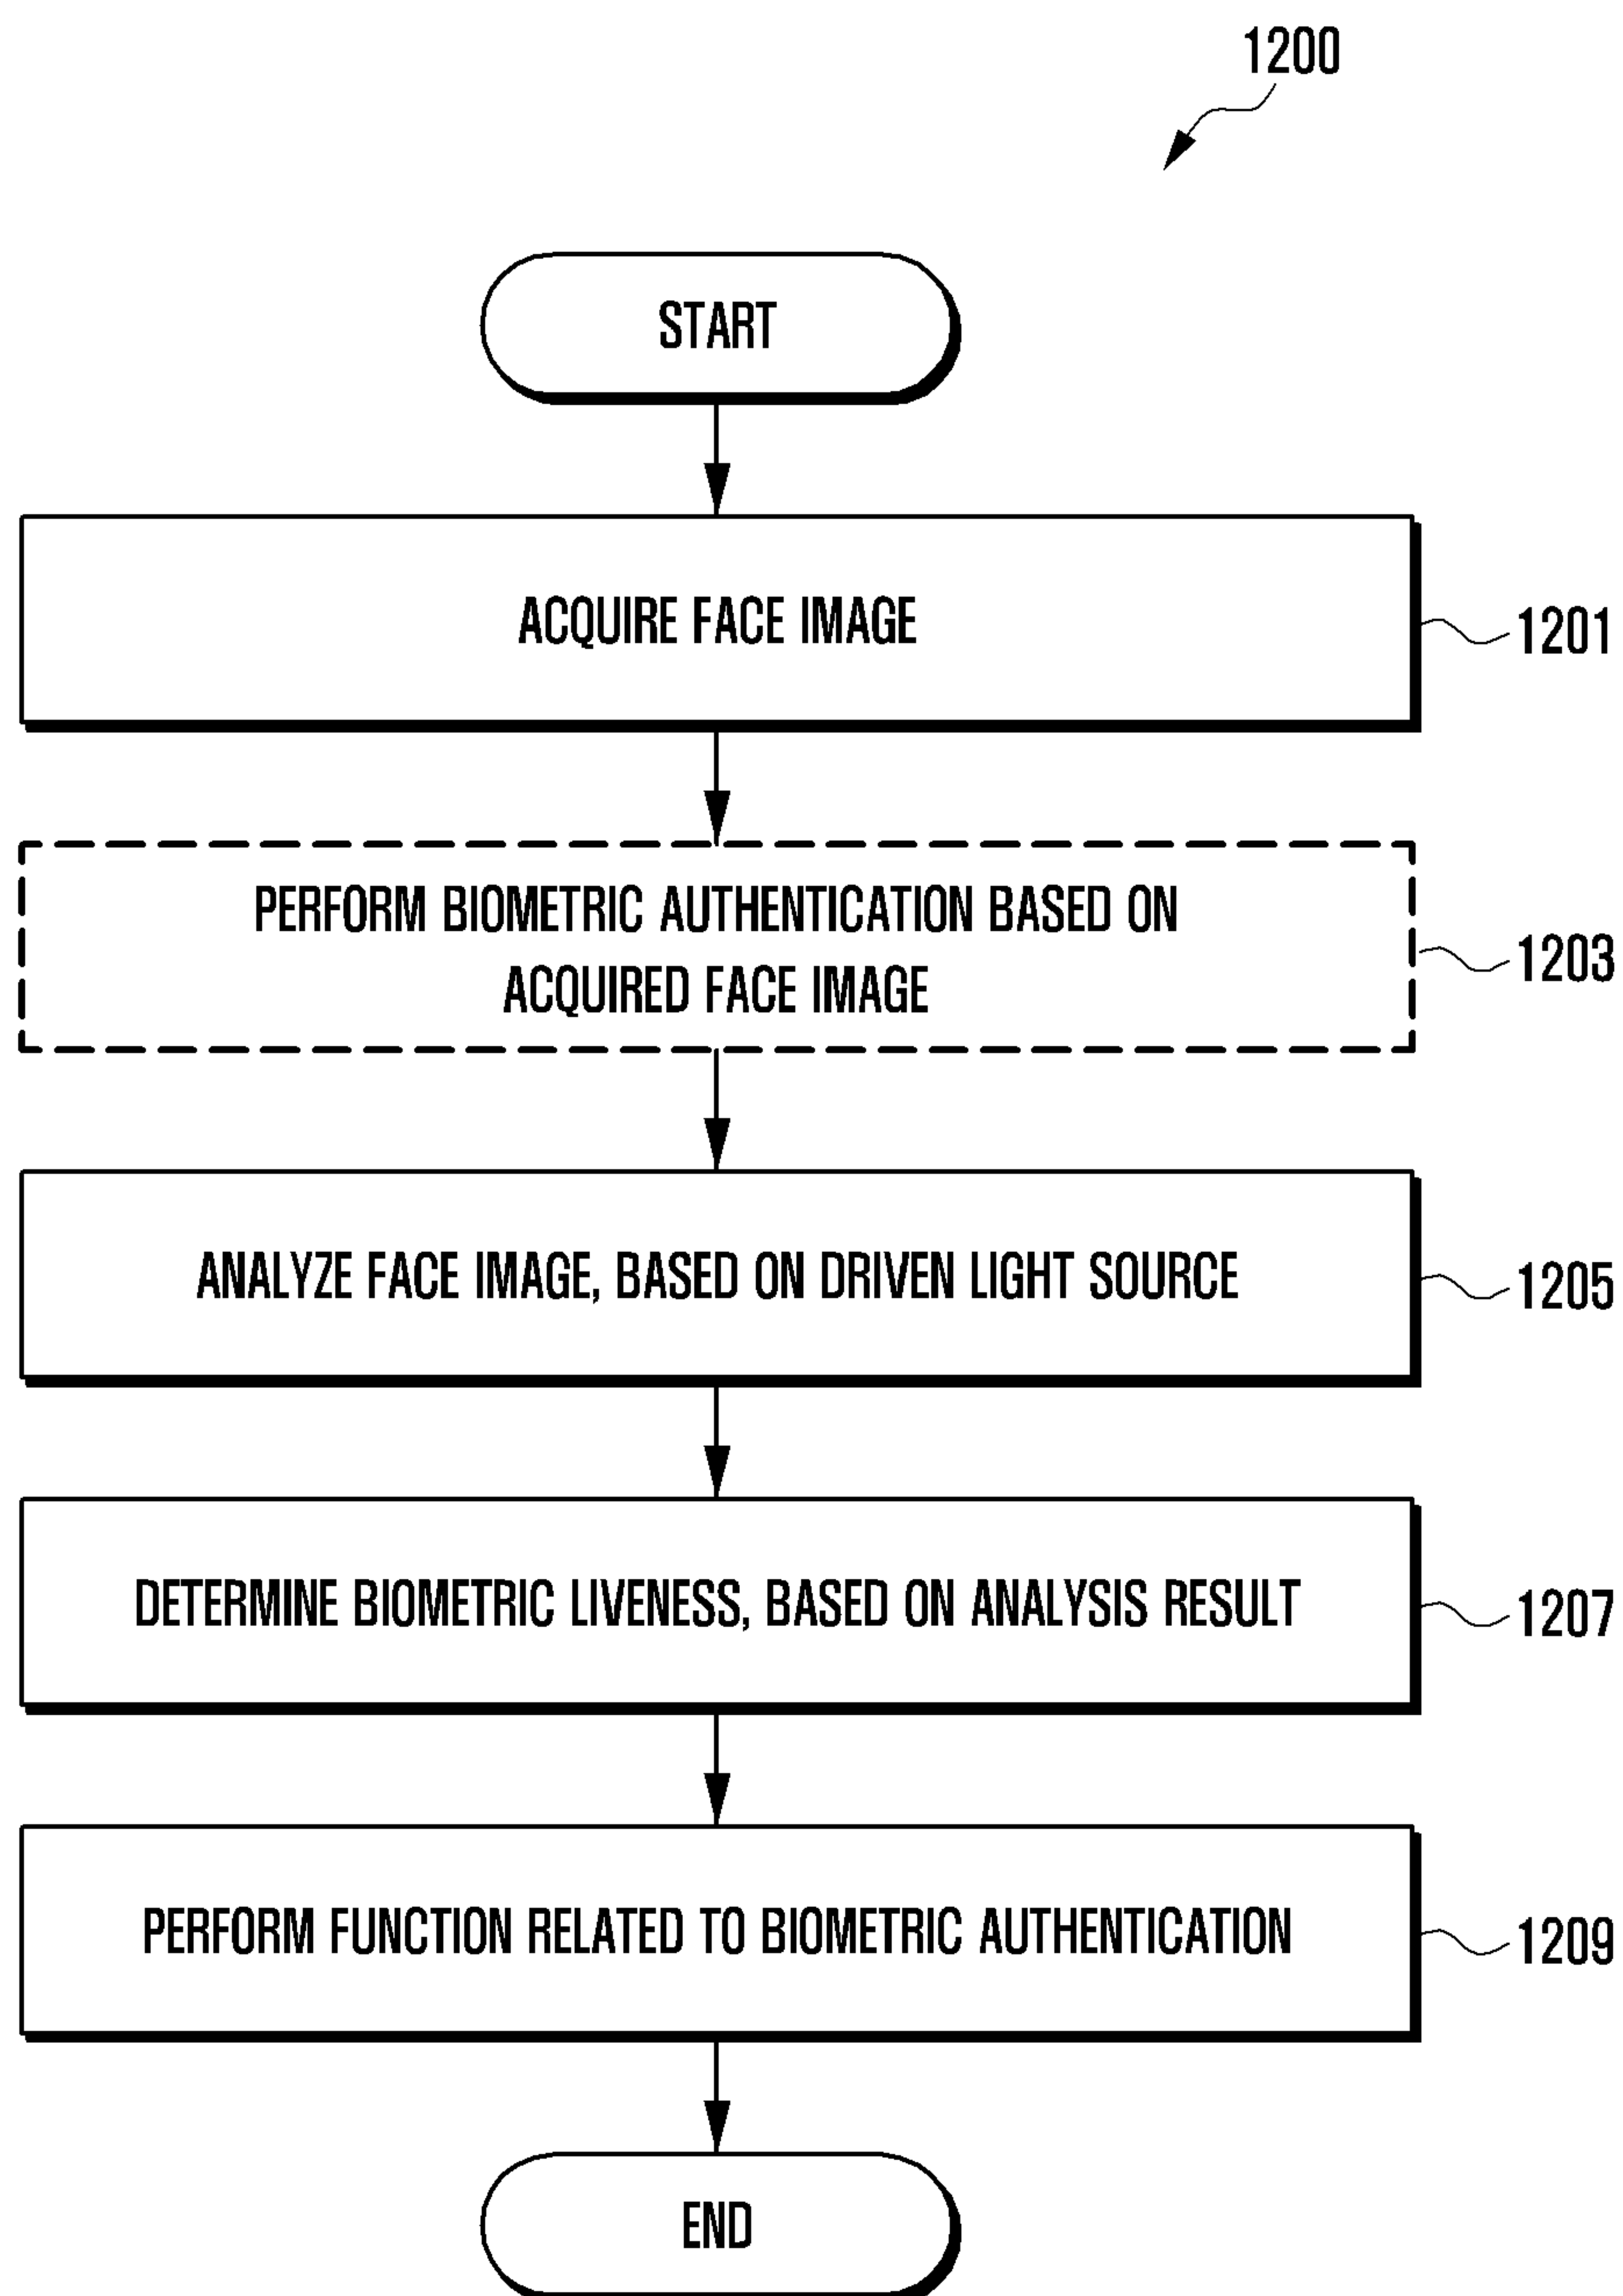 1200
START
ACQUIRE FACE IMAGE
1201
PERFORM BIOMETRIC AUTHENTICATION BASED ON
ACQUIRED FACE IMAGE
1203
ANALYZE FACE IMAGE, BASED ON DRIVEN LIGHT SOURCE
1205
DETERMINE BIOMETRIC LIVENESS, BASED ON ANALYSIS RESULT
1207
PERFORM FUNCTION RELATED TO BIOMETRIC AUTHENTICATION
1209
END